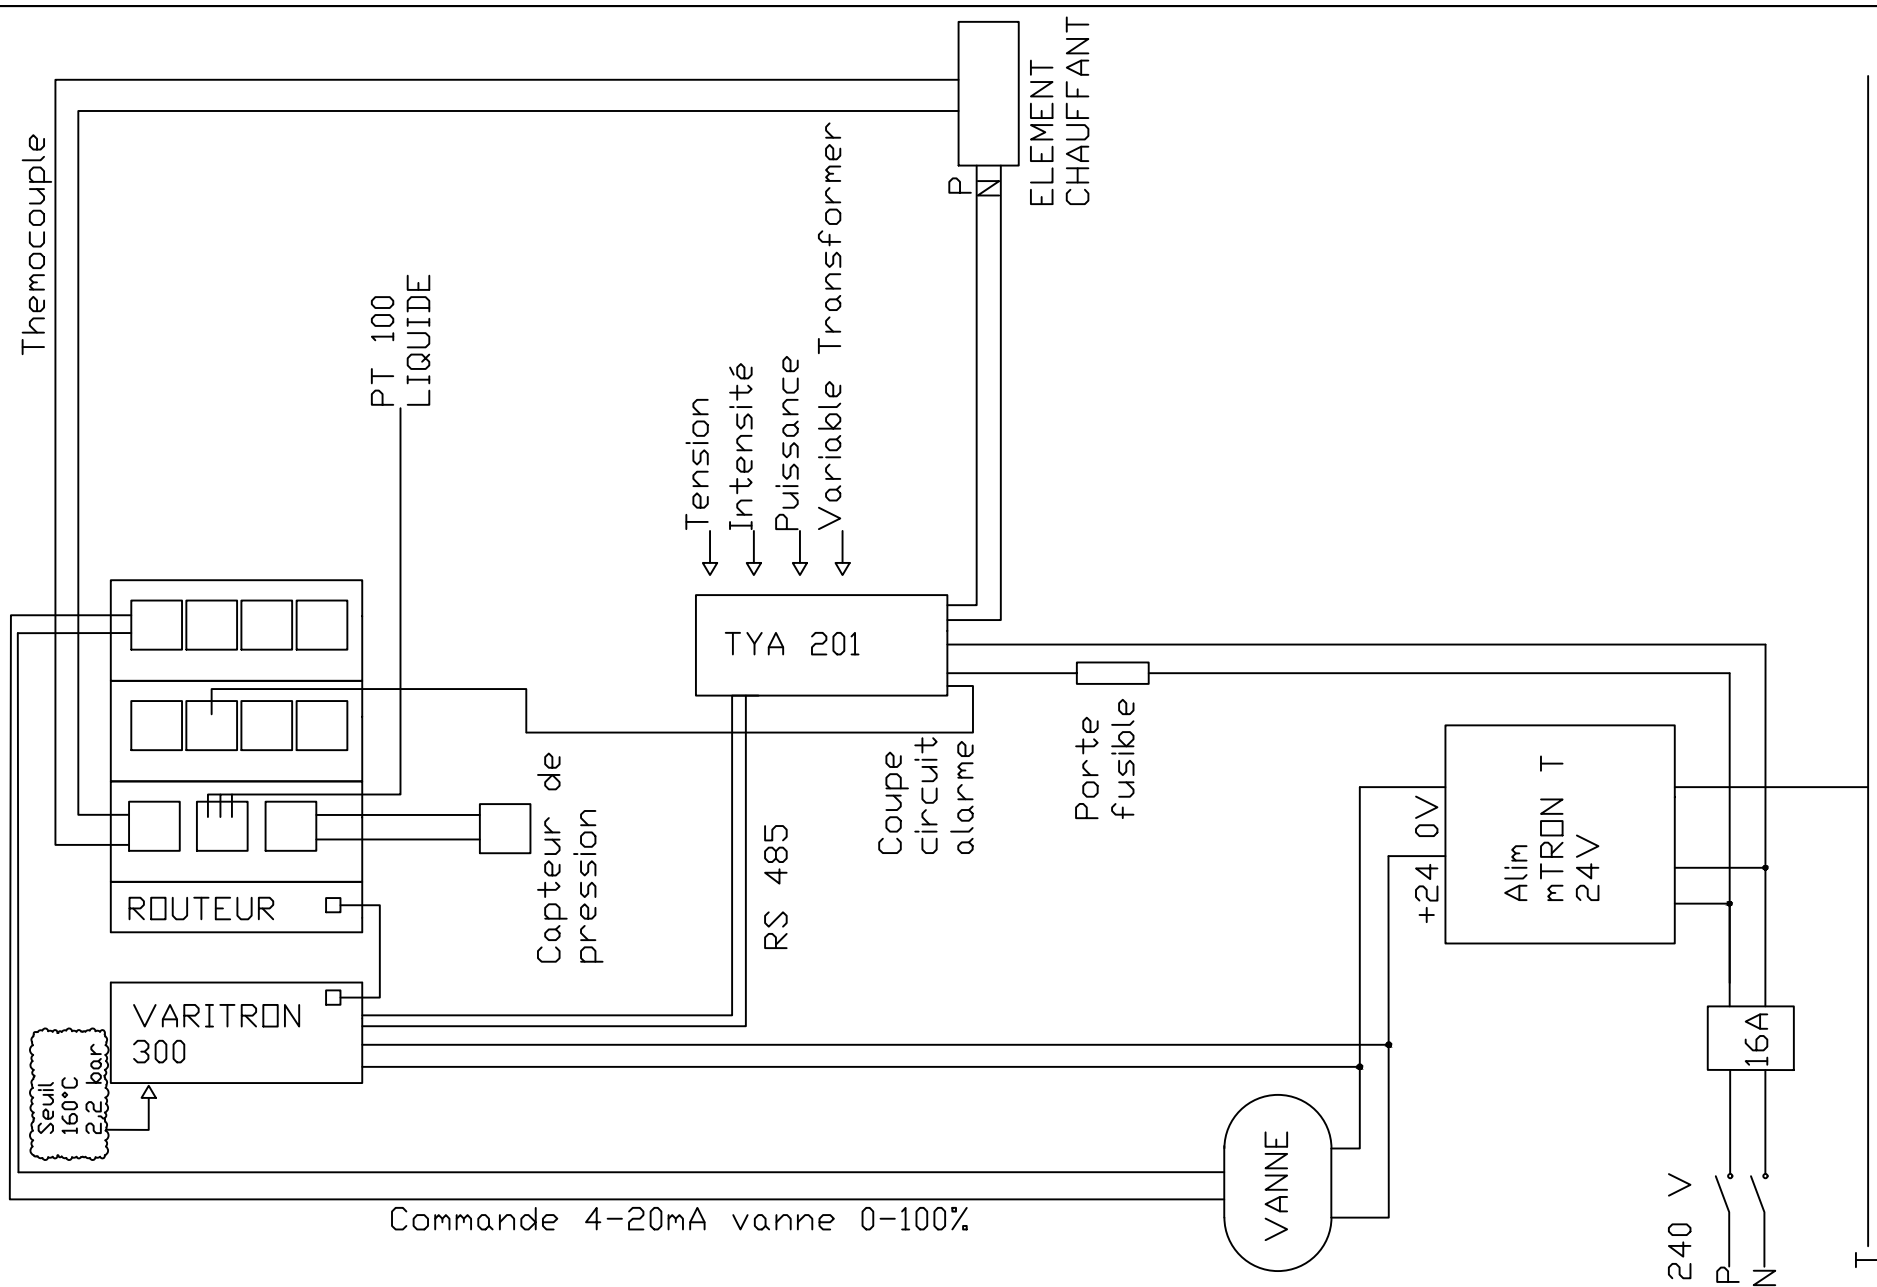 Themocouple
ELEMENT
CHAUFFANT
P
N
PT 100
LIQUIDE
Tension
Intensité
Puissance
Variable Transformer
TYA 201
Porte
fusible
Coupe
circuit
alarme
Capteur de
pression
RS 485
ROUTEUR
VARITRON
300
Seuil
160°C
2,2 bar
+24 0V
Alim
mTRON T
24V
16A
VANNE
Commande 4-20mA vanne 0-100%
240 V
P
N
T